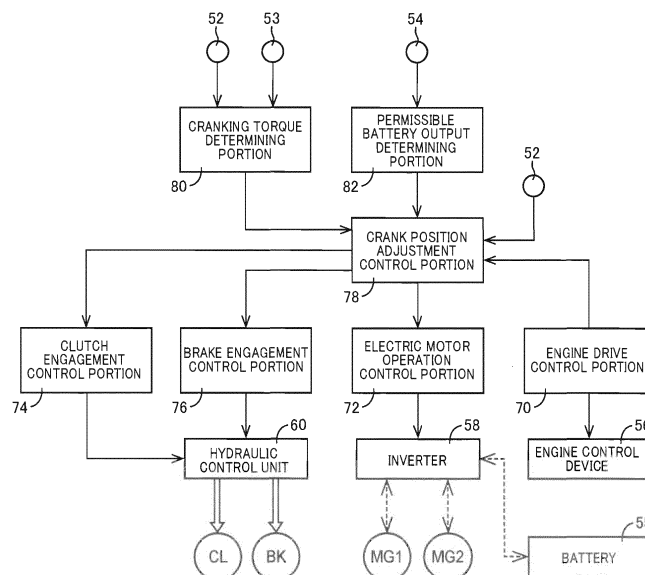 52
53
54
CRANKING TORQUE
DETERMINING
PORTION
80
PERMISSIBLE
BATTERY OUTPUT
DETERMINING
PORTION
82
52
CRANK POSITION
ADJUSTMENT
CONTROL PORTION
78
CLUTCH
ENGAGEMENT
CONTROL PORTION
74
BRAKE ENGAGEMENT
CONTROL PORTION
76
ELECTRIC MOTOR
OPERATION
CONTROL PORTION
72
ENGINE DRIVE
CONTROL PORTION
70
60
HYDRAULIC
CONTROL UNIT
58
INVERTER
56
ENGINE CONTROL
DEVICE
CL
BK
MG1
MG2
BATTERY